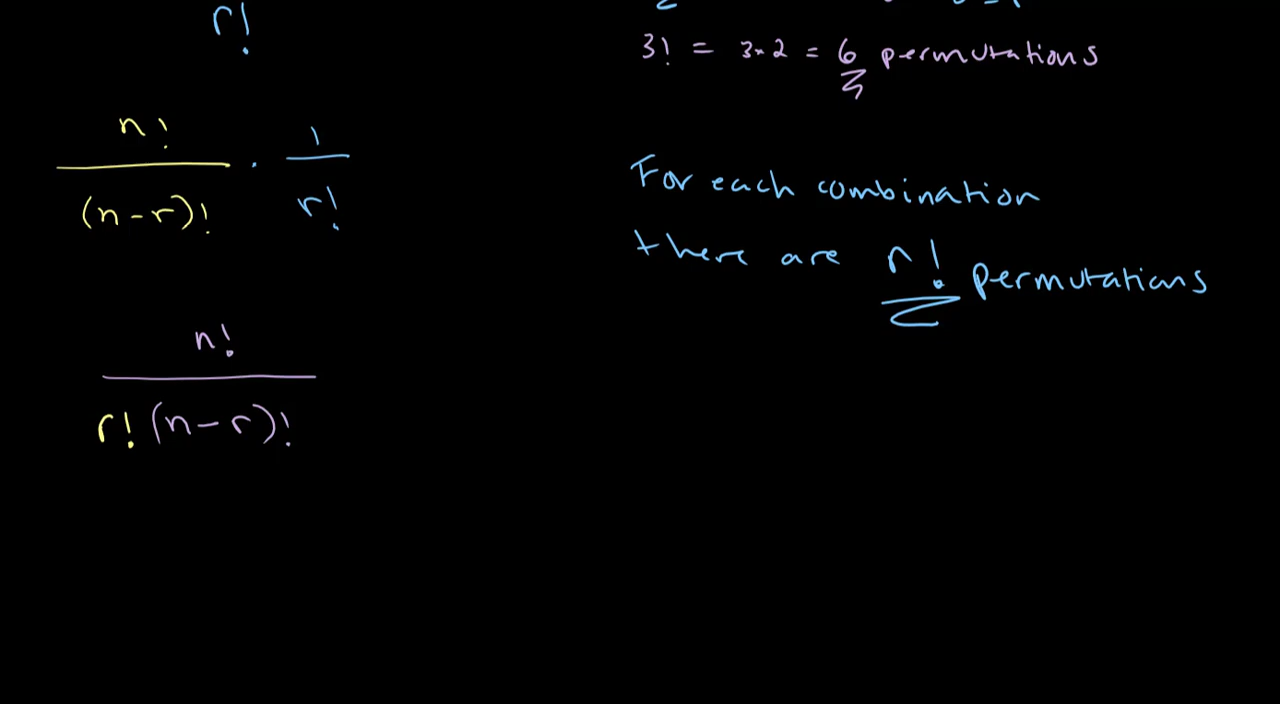 r!
n!
(n-r)!
·
1
r!
n!
r!(n-r)!
3! = 3×2 = 6 permutations
For each combination
there are r! permutations